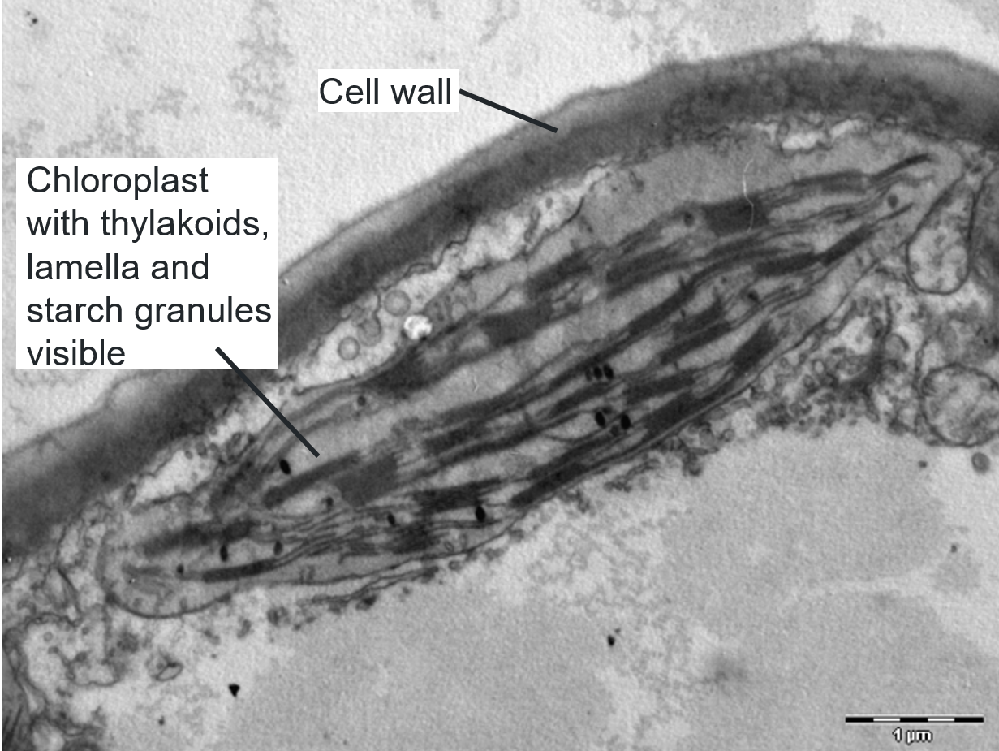 Cell wall
Chloroplast
with thylakoids,
lamella and
starch granules
visible
1 µm